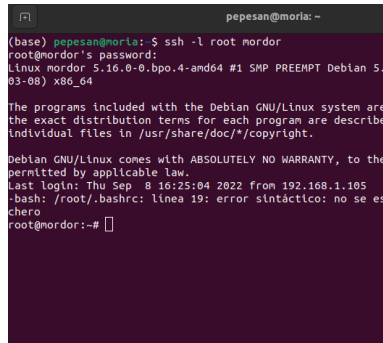 pepesan@moria: ~
(base) pepesan@moria:~$ ssh -l root mordor
root@mordor's password:
Linux mordor 5.16.0-0.bpo.4-amd64 #1 SMP PREEMPT Debian 5.
03-08) x86_64
The programs included with the Debian GNU/Linux system are
the exact distribution terms for each program are describe
individual files in /usr/share/doc/*/copyright.
Debian GNU/Linux comes with ABSOLUTELY NO WARRANTY, to the
permitted by applicable law.
Last login: Thu Sep  8 16:25:04 2022 from 192.168.1.105
-bash: /root/.bashrc: línea 19: error sintáctico: no se es
chero
root@mordor:~#